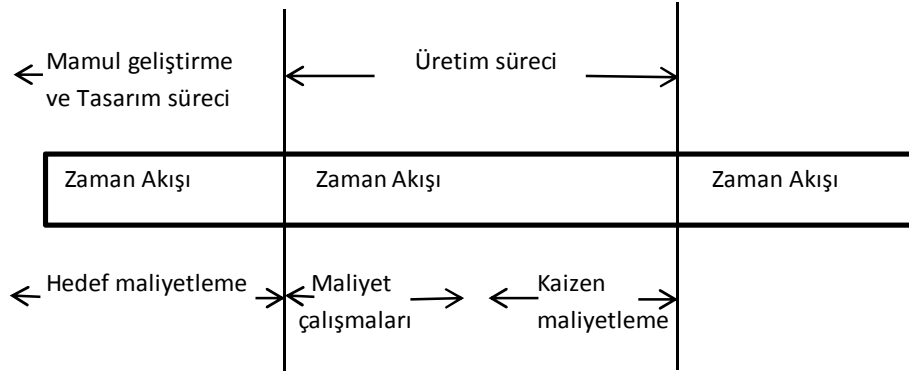 Mamul geliştirme
ve Tasarım süreci
Üretim süreci
Zaman Akışı
Zaman Akışı
Zaman Akışı
Hedef maliyetleme
Maliyet
çalışmaları
Kaizen
maliyetleme